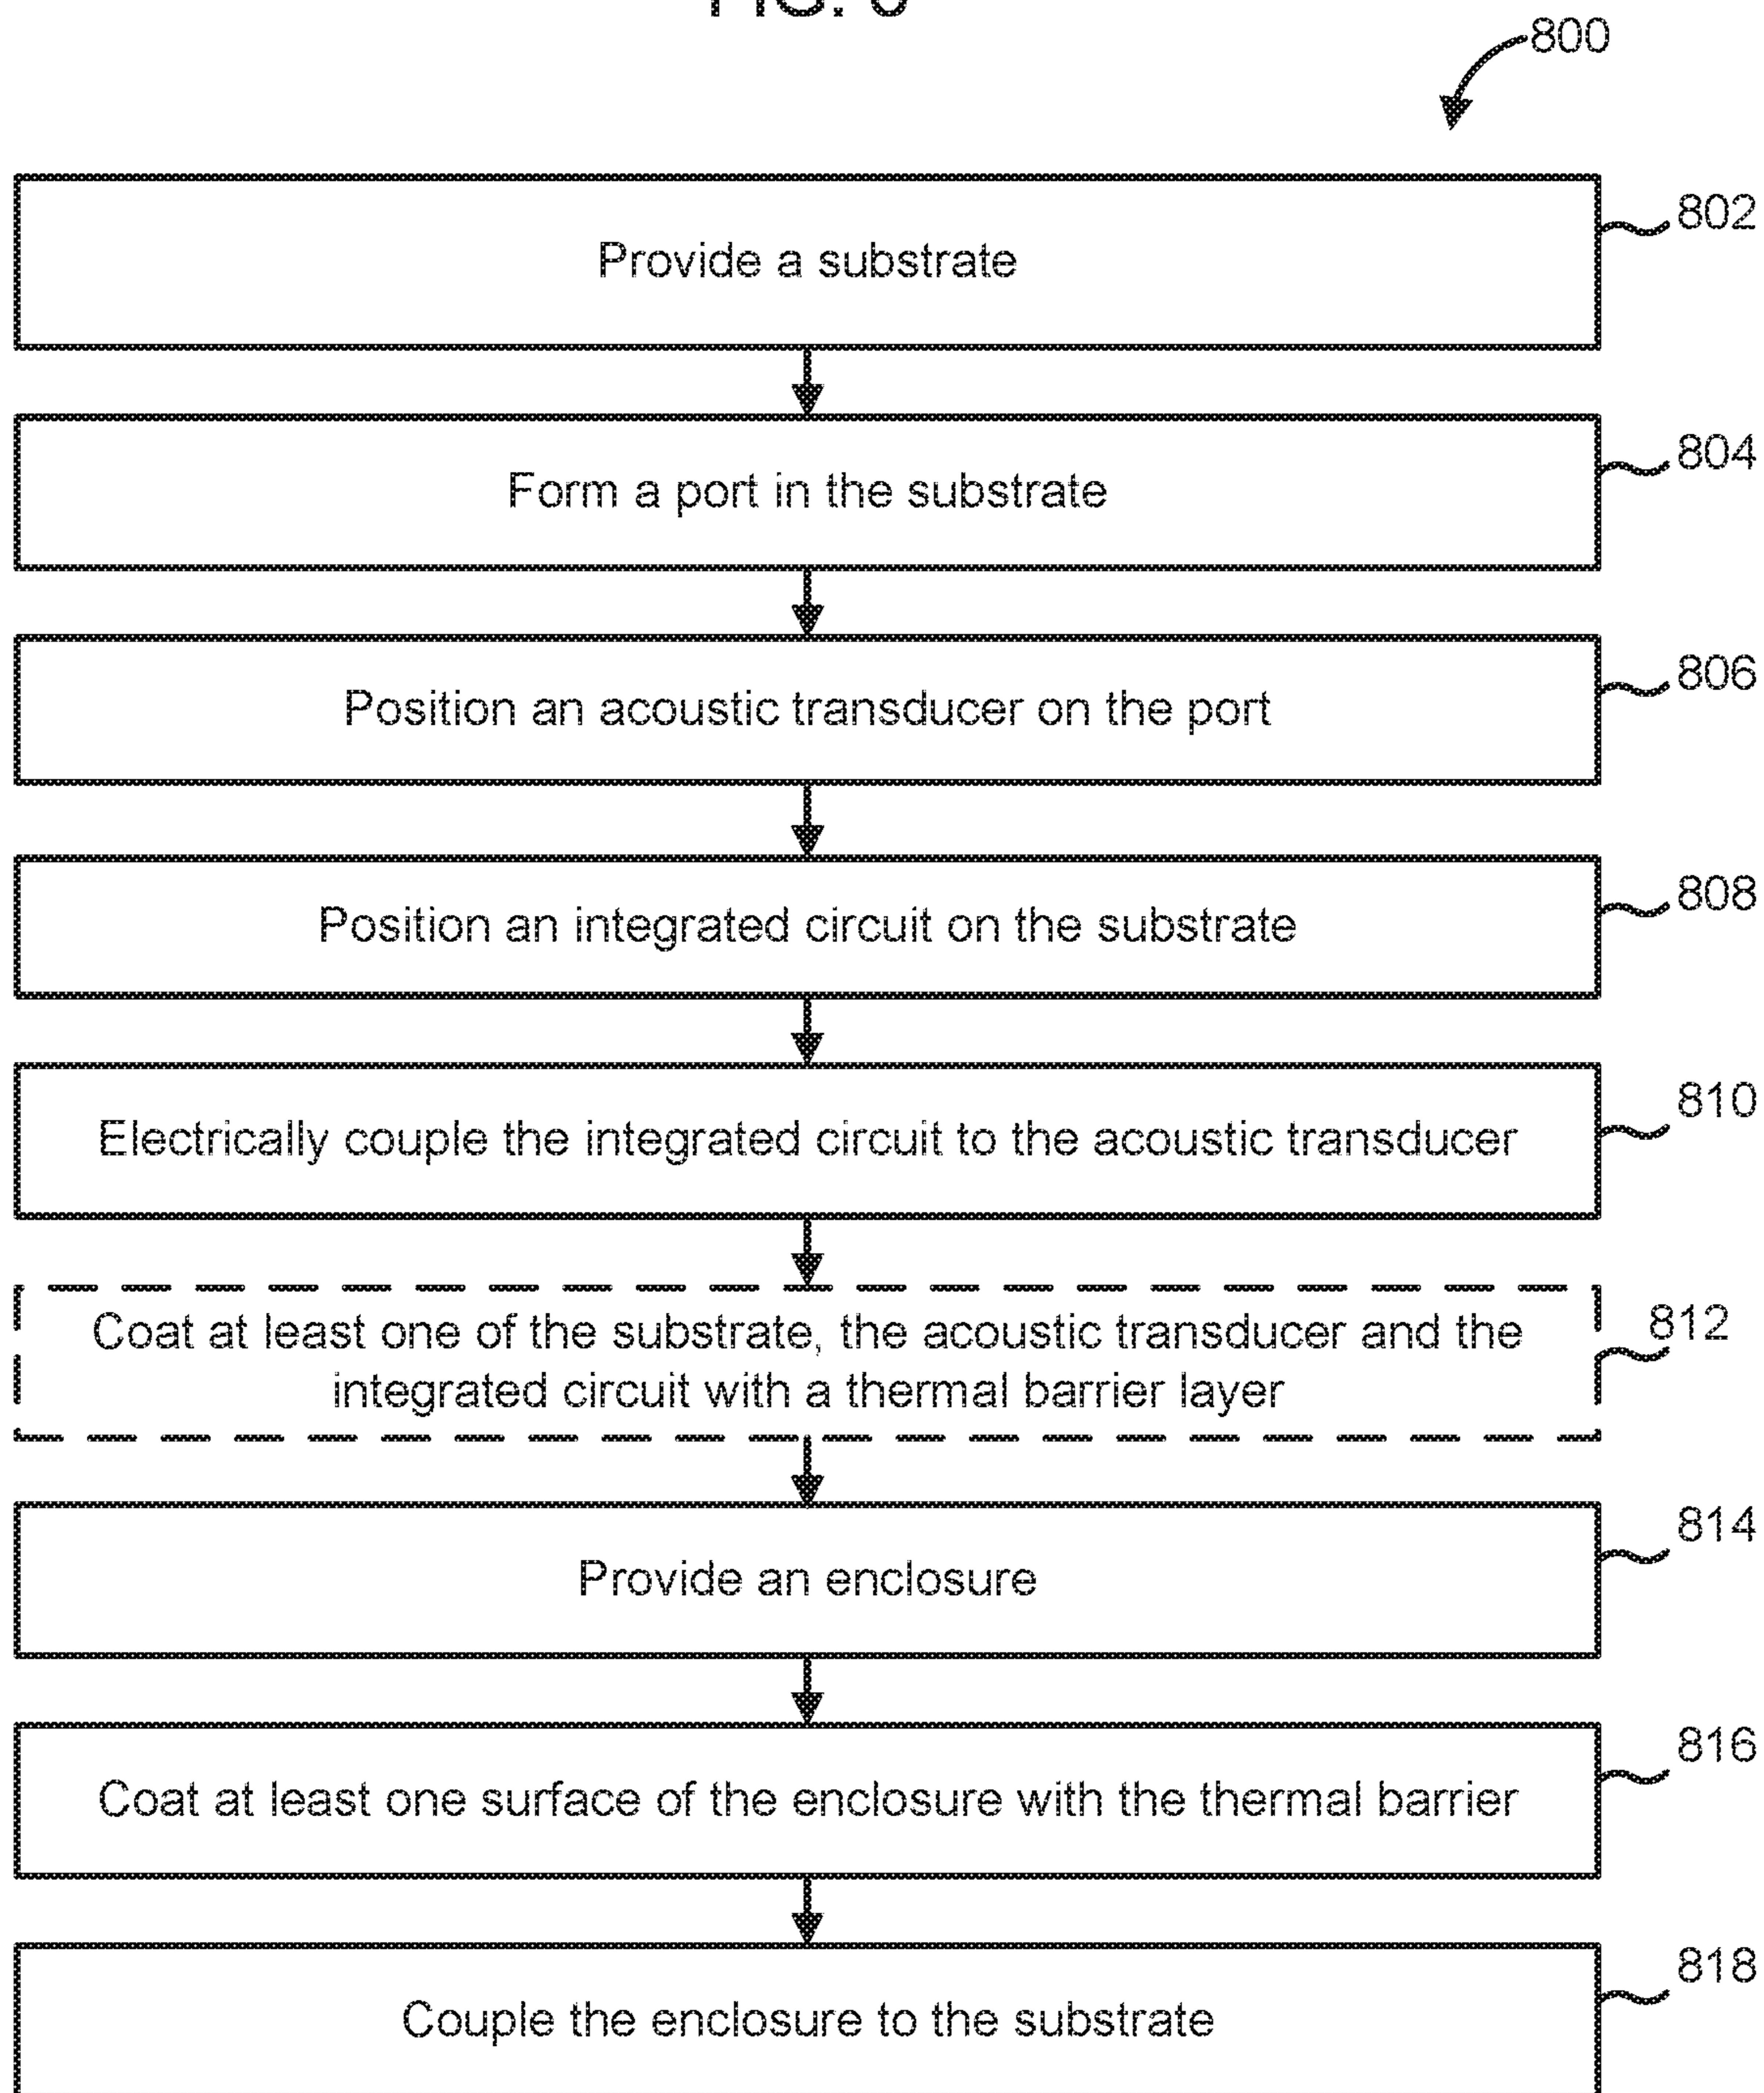 800
Provide a substrate
802
Form a port in the substrate
804
Position an acoustic transducer on the port
806
Position an integrated circuit on the substrate
808
Electrically couple the integrated circuit to the acoustic transducer
810
Coat at least one of the substrate, the acoustic transducer and the
integrated circuit with a thermal barrier layer
812
Provide an enclosure
814
Coat at least one surface of the enclosure with the thermal barrier
816
Couple the enclosure to the substrate
818